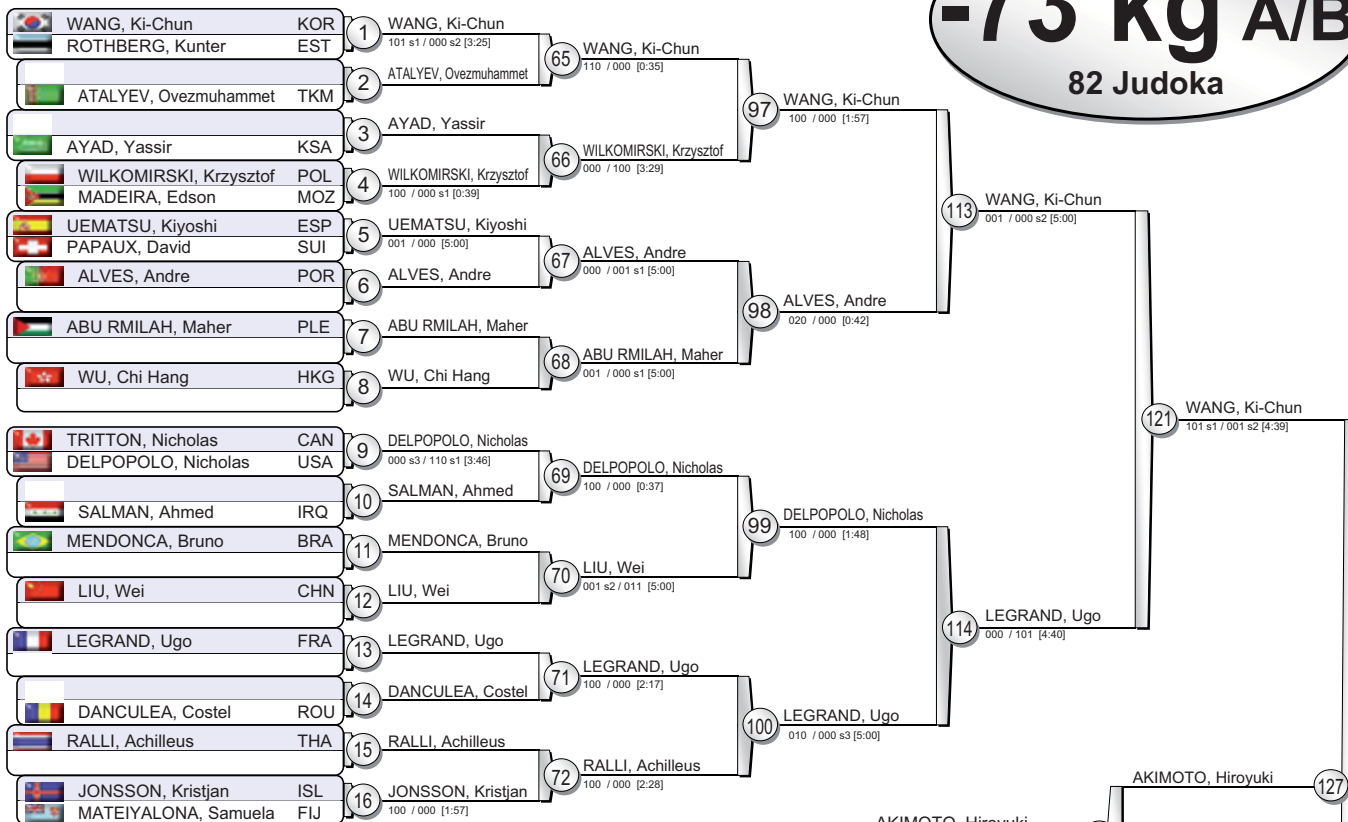 -73 kg A/B
82 Judoka
WANG, Ki-Chun KOR
ROTHBERG, Kunter EST
ATALYEV, Ovezmuhammet TKM
AYAD, Yassir KSA
WILKOMIRSKI, Krzysztof POL
MADEIRA, Edson MOZ
UEMATSU, Kiyoshi ESP
PAPAUX, David SUI
ALVES, Andre POR
ABU RMILAH, Maher PLE
WU, Chi Hang HKG
TRITTON, Nicholas CAN
DELPOPOLO, Nicholas USA
SALMAN, Ahmed IRQ
MENDONCA, Bruno BRA
LIU, Wei CHN
LEGRAND, Ugo FRA
DANCULEA, Costel ROU
RALLI, Achilleus THA
JONSSON, Kristjan ISL
MATEIYALONA, Samuela FIJ
1
WANG, Ki-Chun
101 s1 / 000 s2 [3:25]
2
ATALYEV, Ovezmuhammet
3
AYAD, Yassir
4
WILKOMIRSKI, Krzysztof
100 / 000 s1 [0:39]
5
UEMATSU, Kiyoshi
001 / 000 [5:00]
6
ALVES, Andre
7
ABU RMILAH, Maher
8
WU, Chi Hang
9
DELPOPOLO, Nicholas
000 s3 / 110 s1 [3:46]
10
SALMAN, Ahmed
11
MENDONCA, Bruno
12
LIU, Wei
13
LEGRAND, Ugo
14
DANCULEA, Costel
15
RALLI, Achilleus
16
JONSSON, Kristjan
100 / 000 [1:57]
65
WANG, Ki-Chun
110 / 000 [0:35]
66
WILKOMIRSKI, Krzysztof
000 / 100 [3:29]
67
ALVES, Andre
000 / 001 s1 [5:00]
68
ABU RMILAH, Maher
001 / 000 s1 [5:00]
69
DELPOPOLO, Nicholas
100 / 000 [0:37]
70
LIU, Wei
001 s2 / 011 [5:00]
71
LEGRAND, Ugo
100 / 000 [2:17]
72
RALLI, Achilleus
100 / 000 [2:28]
97
WANG, Ki-Chun
100 / 000 [1:57]
98
ALVES, Andre
020 / 000 [0:42]
99
DELPOPOLO, Nicholas
100 / 000 [1:48]
100
LEGRAND, Ugo
010 / 000 s3 [5:00]
113
WANG, Ki-Chun
001 / 000 s2 [5:00]
114
LEGRAND, Ugo
000 / 101 [4:40]
121
WANG, Ki-Chun
101 s1 / 001 s2 [4:39]
AKIMOTO, Hiroyuki
127
AKIMOTO, Hiroyuki